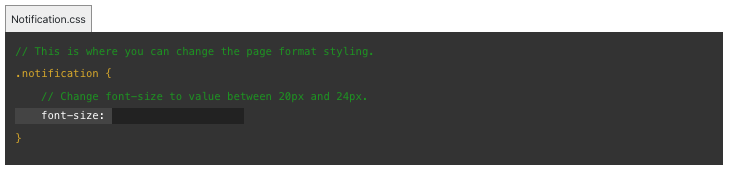 Notification.css
// This is where you can change the page format styling.
.notification {
// Change font-size to value between 20px and 24px.
font-size:
}